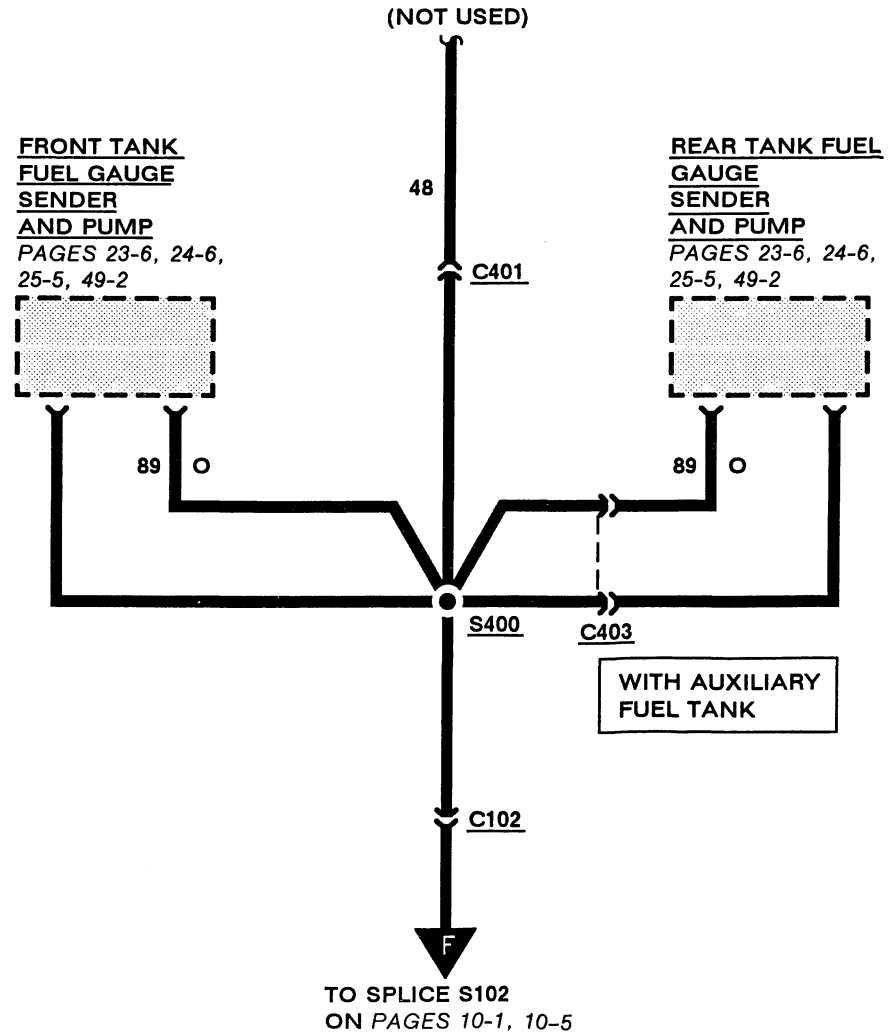 (NOT USED)
FRONT TANK
FUEL GAUGE
SENDER
AND PUMP
PAGES 23-6, 24-6,
25-5, 49-2
REAR TANK FUEL
GAUGE
SENDER
AND PUMP
PAGES 23-6, 24-6,
25-5, 49-2
48
C401
89 O
89 O
S400
C403
WITH AUXILIARY
FUEL TANK
C102
F
TO SPLICE S102
ON PAGES 10-1, 10-5